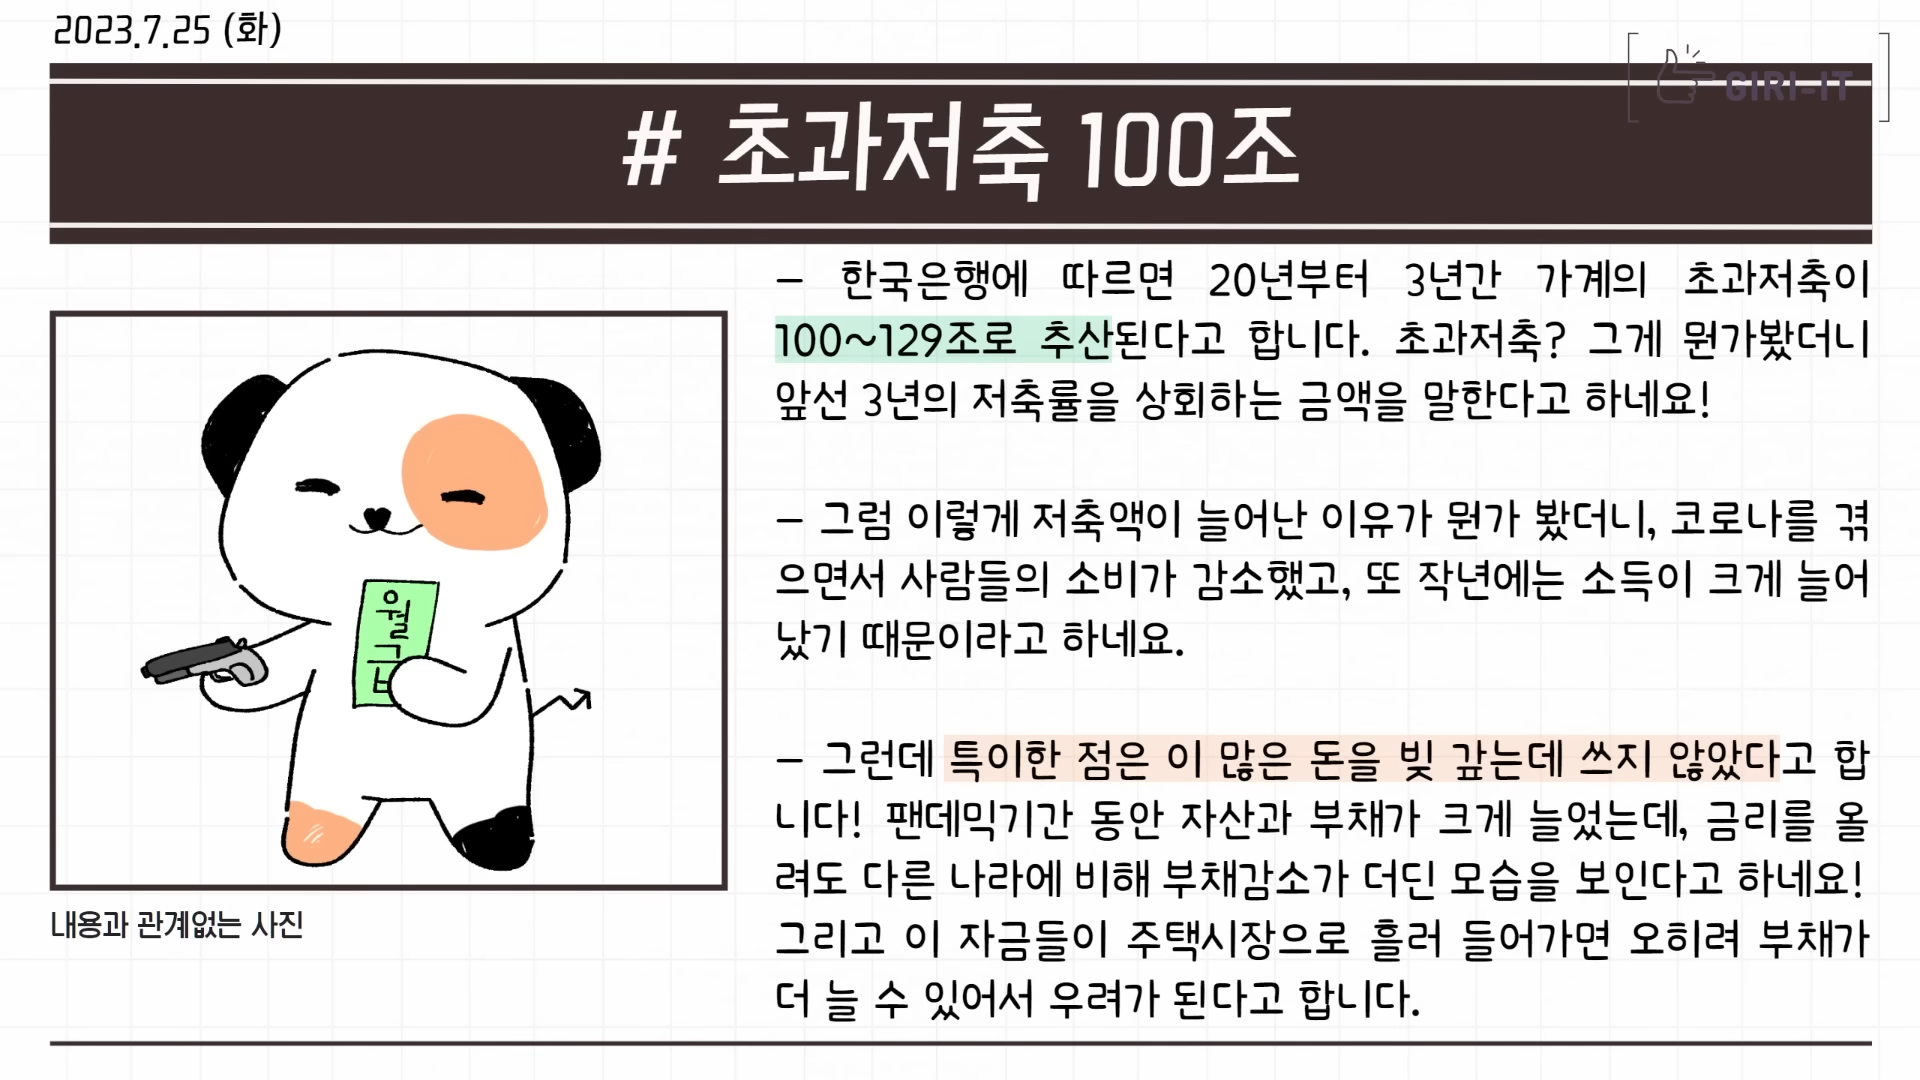 2023.7.25 (화)
GIRI-IT
# 초과저축 100조
– 한국은행에 따르면 20년부터 3년간 가계의 초과저축이
100~129조로 추산된다고 합니다. 초과저축? 그게 뭔가봤더니
앞선 3년의 저축률을 상회하는 금액을 말한다고 하네요!
– 그럼 이렇게 저축액이 늘어난 이유가 뭔가 봤더니, 코로나를 겪
으면서 사람들의 소비가 감소했고, 또 작년에는 소득이 크게 늘어
났기 때문이라고 하네요.
– 그런데 특이한 점은 이 많은 돈을 빚 갚는데 쓰지 않았다고 합
니다! 팬데믹기간 동안 자산과 부채가 크게 늘었는데, 금리를 올
려도 다른 나라에 비해 부채감소가 더딘 모습을 보인다고 하네요!
그리고 이 자금들이 주택시장으로 흘러 들어가면 오히려 부채가
더 늘 수 있어서 우려가 된다고 합니다.
월급
내용과 관계없는 사진